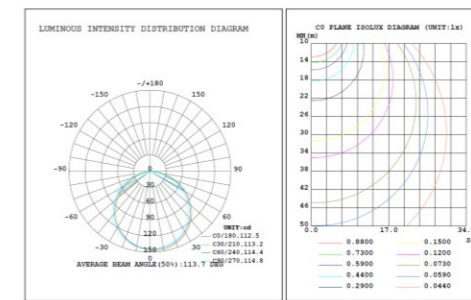 LUMINOUS INTENSITY DISTRIBUTION DIAGRAM
-/+180
-150 150
-120 120
-90 0 90
30
60
-60 90 60
120
-30 150 30
0
UNIT:cd
C0/180,112.5
C30/210,113.2
C60/240,114.4
C90/270,114.8
AVERAGE BEAM ANGLE(50%):113.7 DEG
C0 PLANE ISOLUX DIAGRAM (UNIT:lx)
MH(m)
10
14
18
22
26
30
34
38
42
46
50
0.0 17.0 34.
S
0.8800 0.1500
0.7300 0.1200
0.5900 0.0730
0.4400 0.0590
0.2900 0.0440